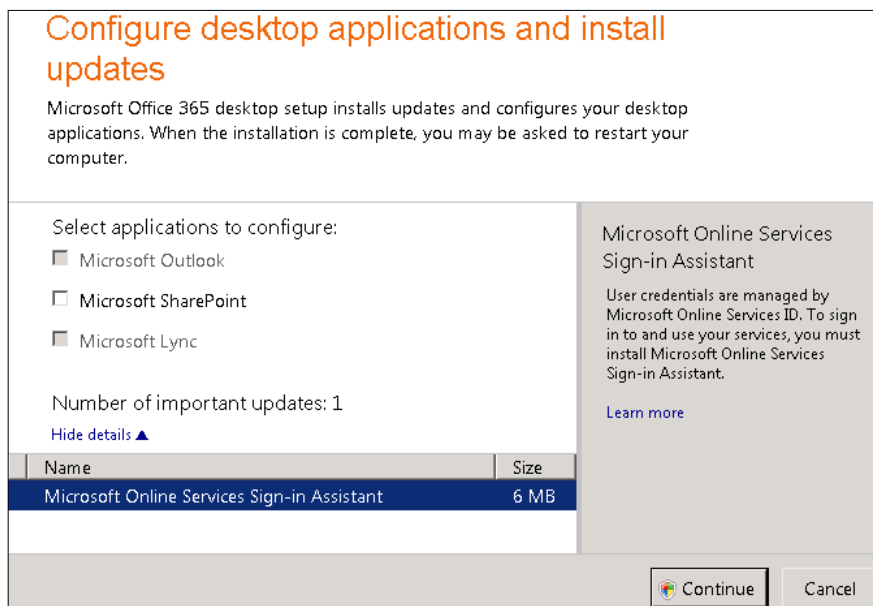 Configure desktop applications and install
updates
Microsoft Office 365 desktop setup installs updates and configures your desktop
applications. When the installation is complete, you may be asked to restart your
computer.
Select applications to configure:
Microsoft Outlook
Microsoft SharePoint
Microsoft Lync
Number of important updates: 1
Hide details
Name Size
Microsoft Online Services Sign-in Assistant 6 MB
Microsoft Online Services
Sign-in Assistant
User credentials are managed by
Microsoft Online Services ID. To sign
in to and use your services, you must
install Microsoft Online Services
Sign-in Assistant.
Learn more
Continue Cancel